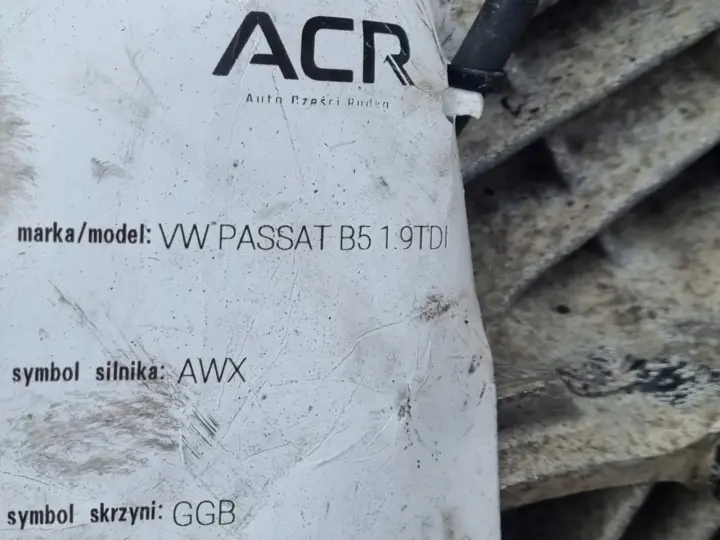 ACR
Auto Części Rudka
marka/model: VW PASSAT B5 1.9TDI
symbol silnika: AWX
symbol skrzyni: GGB